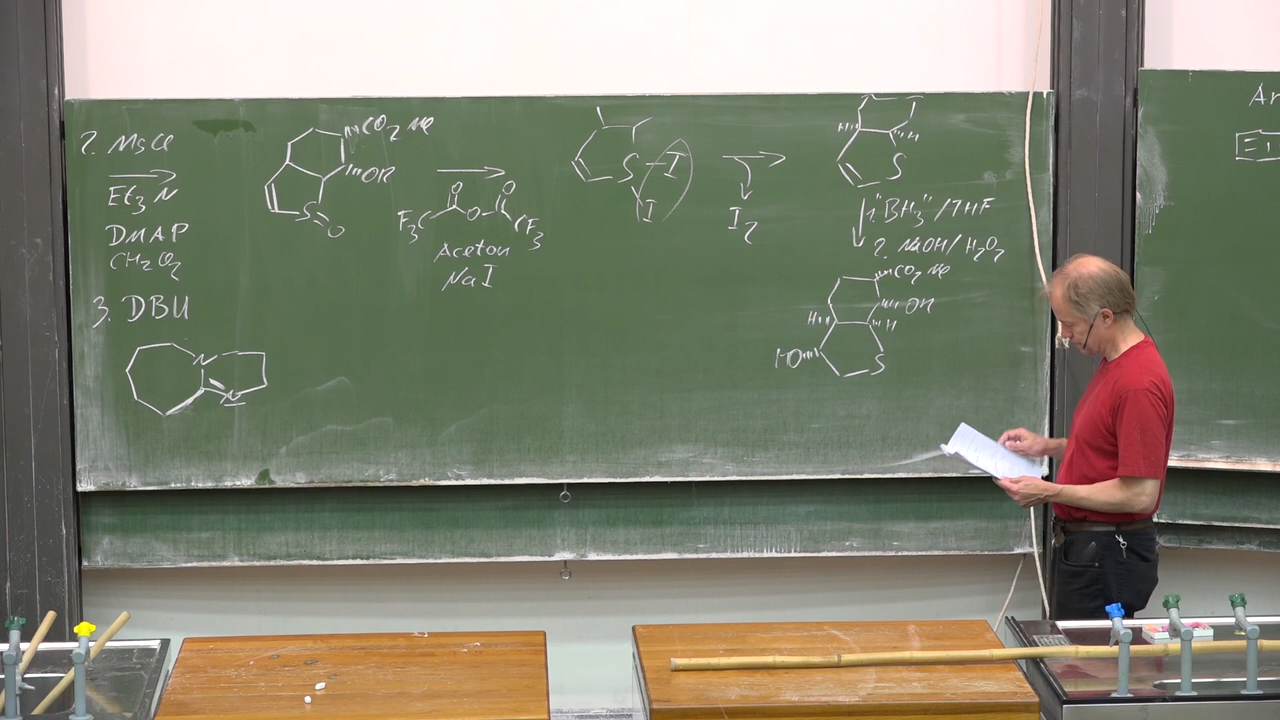 2. MsCl
Et₃N
DMAP
CH₂Cl₂
3. DBU
N
N
CO₂Me
OR
S
O
O
O
F₃C
O
CF₃
Aceton
NaI
S-I
I
I₂
H
H
S
1. "BH₃"/THF
2. NaOH/H₂O₂
CO₂Me
OR
H
H
HO
S
Ar